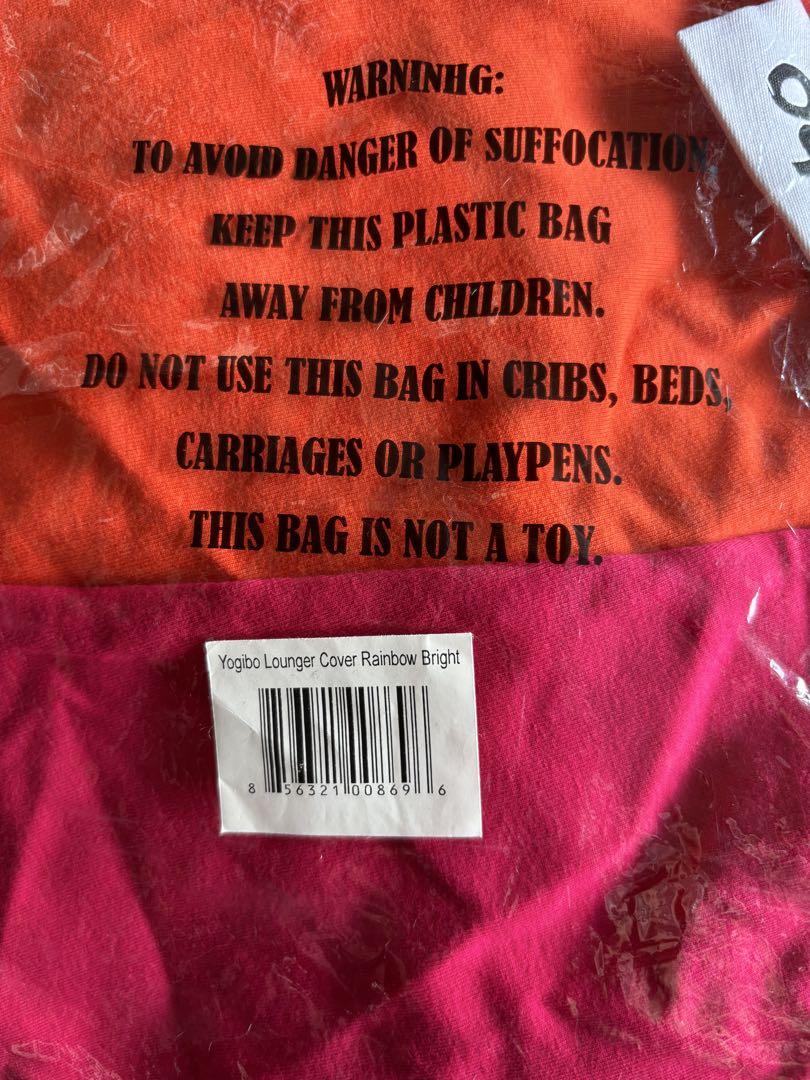 WARNINHG:
TO AVOID DANGER OF SUFFOCATION,
KEEP THIS PLASTIC BAG
AWAY FROM CHILDREN.
DO NOT USE THIS BAG IN CRIBS, BEDS,
CARRIAGES OR PLAYPENS.
THIS BAG IS NOT A TOY.
Yogibo Lounger Cover Rainbow Bright
8 56321 00869 6